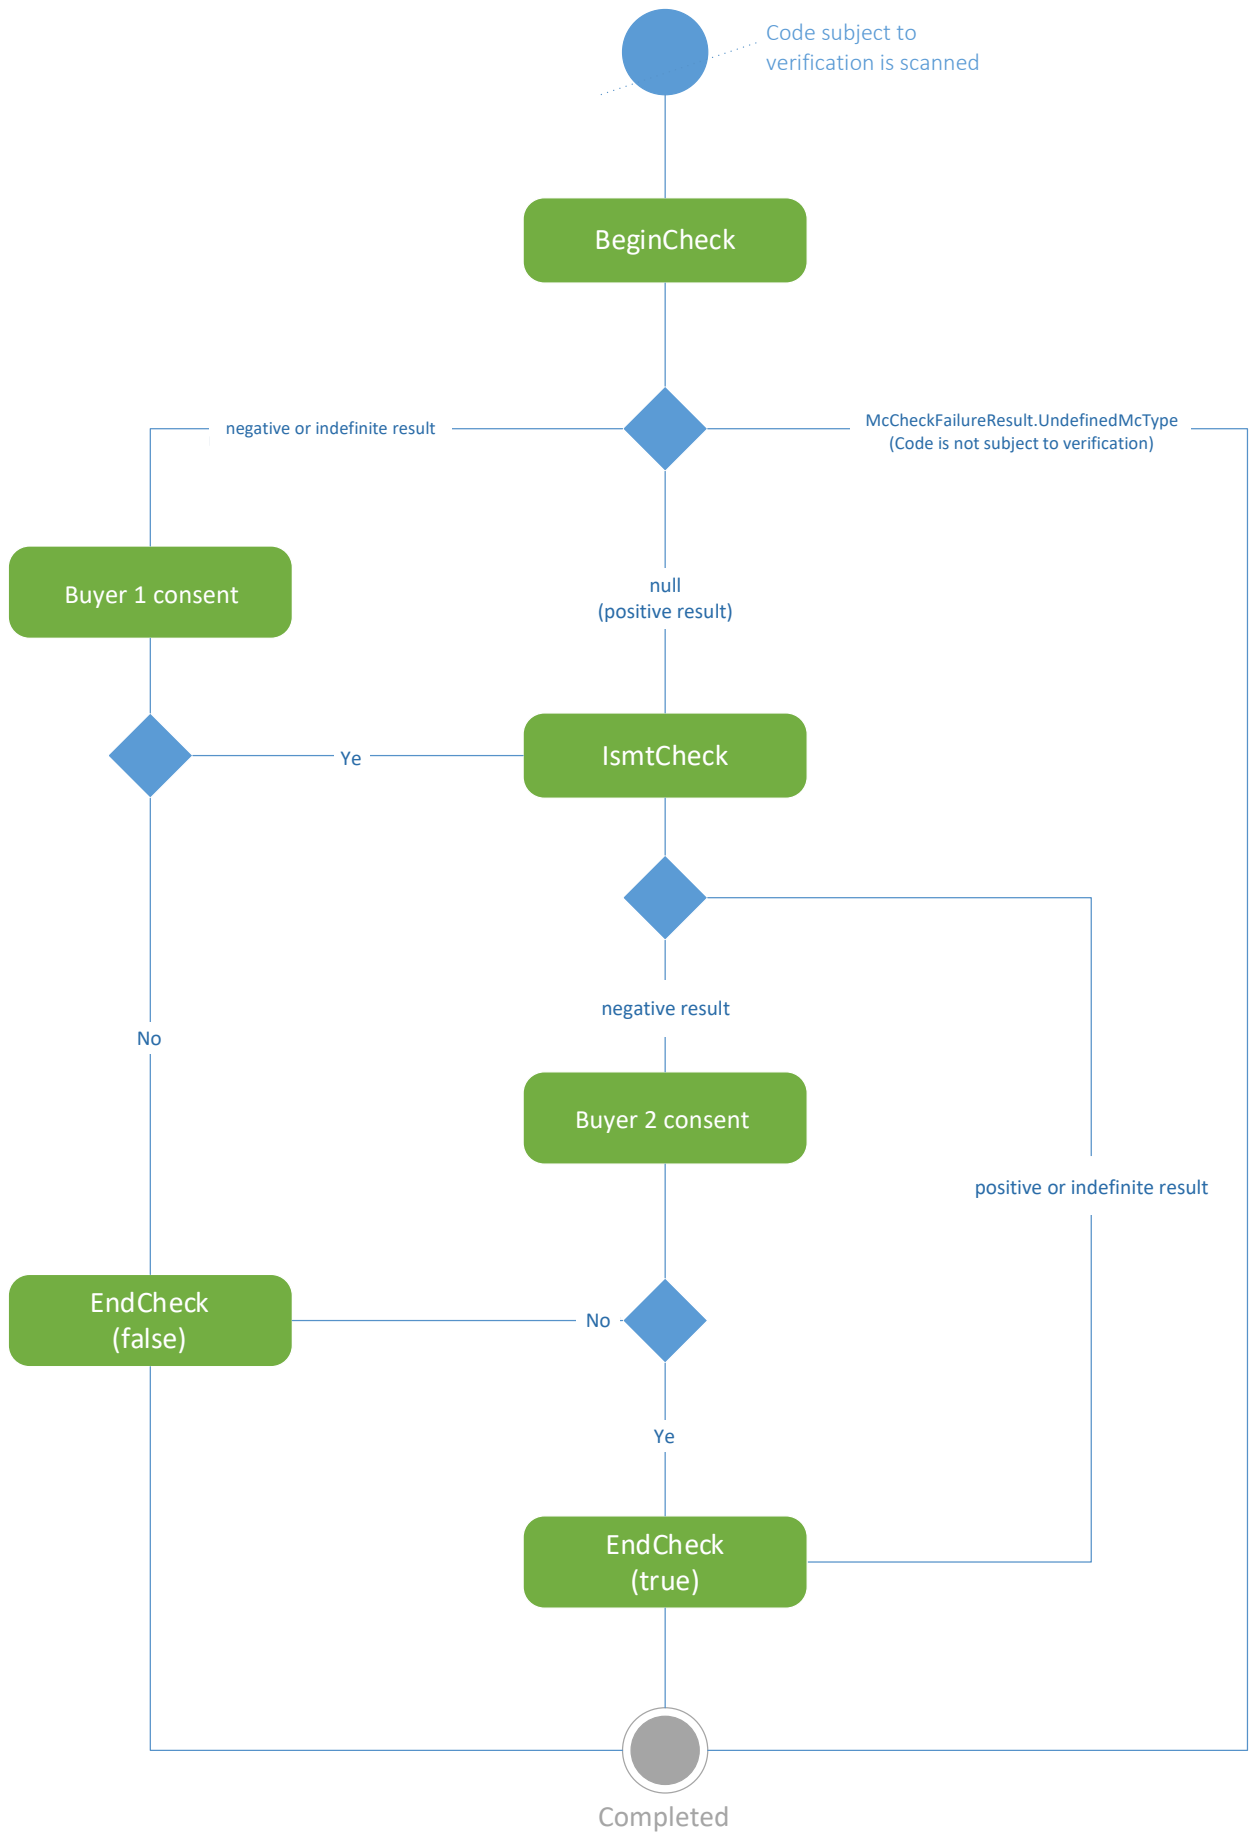 Code subject to
verification is scanned
BeginCheck
negative or indefinite result
McCheckFailureResult.UndefinedMcType
(Code is not subject to verification)
Buyer 1 consent
null
(positive result)
Ye
IsmtCheck
negative result
No
Buyer 2 consent
positive or indefinite result
EndCheck
(false)
No
Ye
EndCheck
(true)
Completed